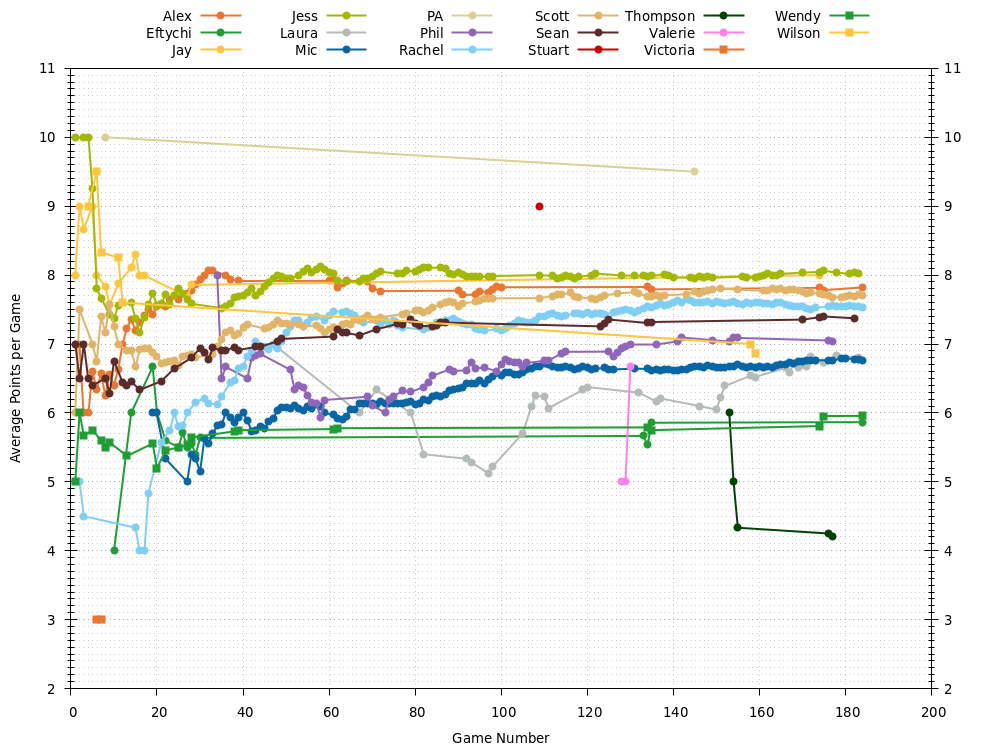 Alex Jess PA Scott Thompson Wendy
Eftychi Laura Phil Sean Valerie Wilson
Jay Mic Rachel Stuart Victoria
11 11
10 10
9 9
8 8
7 7
6 6
5 5
4 4
3 3
2 2
0 20 40 60 80 100 120 140 160 180 200
Average Points per Game
Game Number